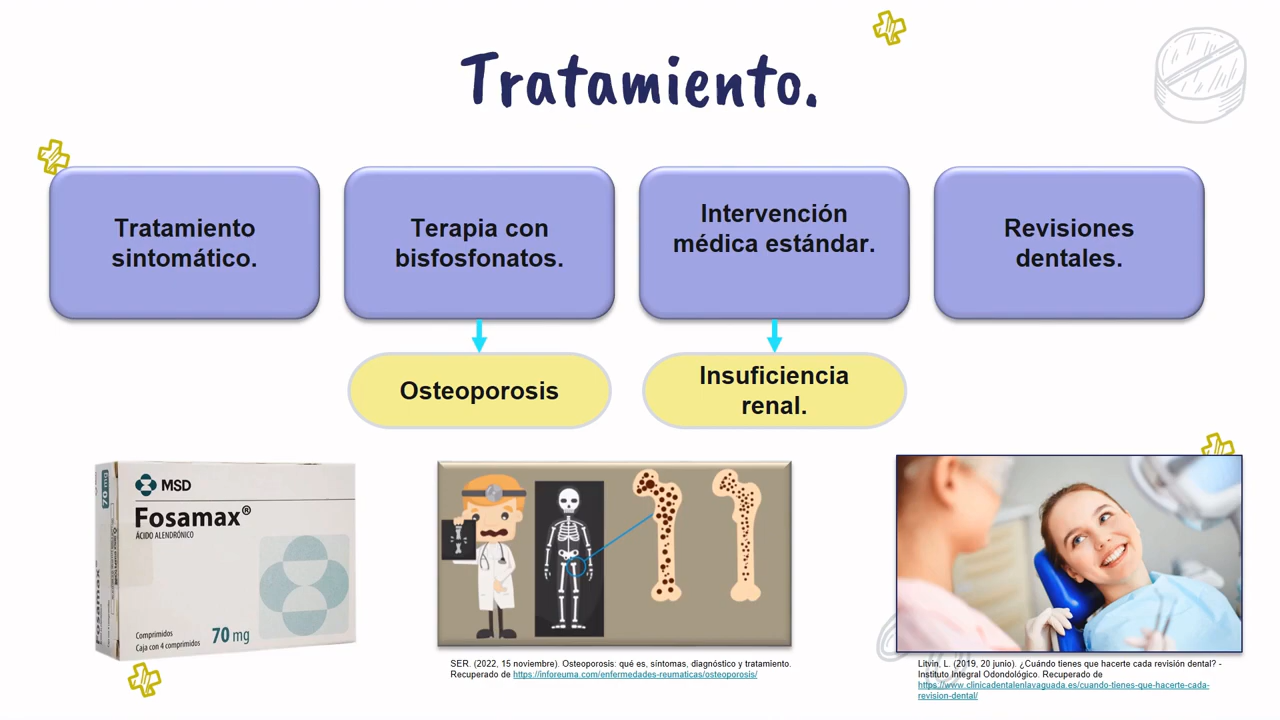 Tratamiento.
Tratamiento
sintomático.
Terapia con
bisfosfonatos.
Intervención
médica estándar.
Revisiones
dentales.
Osteoporosis
Insuficiencia
renal.
70 mg
MSD
Fosamax®
ÁCIDO ALENDRÓNICO
Fosamax®
Comprimidos
Caja con 4 comprimidos
70 mg
SER. (2022, 15 noviembre). Osteoporosis: qué es, síntomas, diagnóstico y tratamiento.
Recuperado de https://inforeuma.com/enfermedades-reumaticas/osteoporosis/
Litvin, L. (2019, 20 junio). ¿Cuándo tienes que hacerte cada revisión dental? -
Instituto Integral Odontológico. Recuperado de
https://www.clinicadentalenlavaguada.es/cuando-tienes-que-hacerte-cada-
revision-dental/